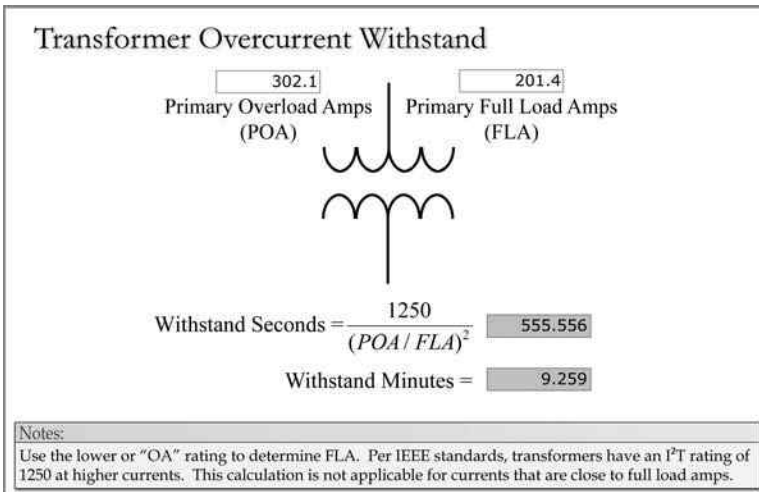 Transformer Overcurrent Withstand
302.1
201.4
Primary Overload Amps
(POA)
Primary Full Load Amps
(FLA)
Withstand Seconds = 1250 / (POA / FLA)² 555.556
Withstand Minutes = 9.259
Notes:
Use the lower or “OA” rating to determine FLA. Per IEEE standards, transformers have an I²T rating of
1250 at higher currents. This calculation is not applicable for currents that are close to full load amps.